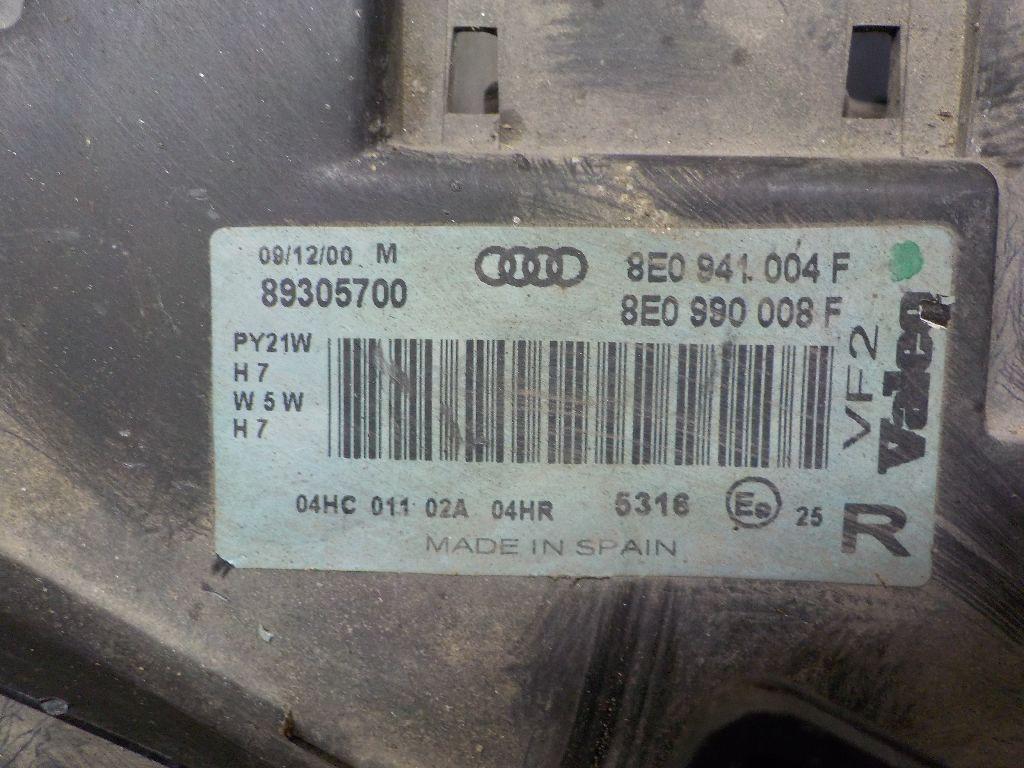 09/12/00 M
89305700
8E0 941 004 F
8E0 990 008 F
PY21W
H 7
W 5 W
H 7
VF2
Valeo
04HC 011 02A 04HR 5316 25
R
MADE IN SPAIN